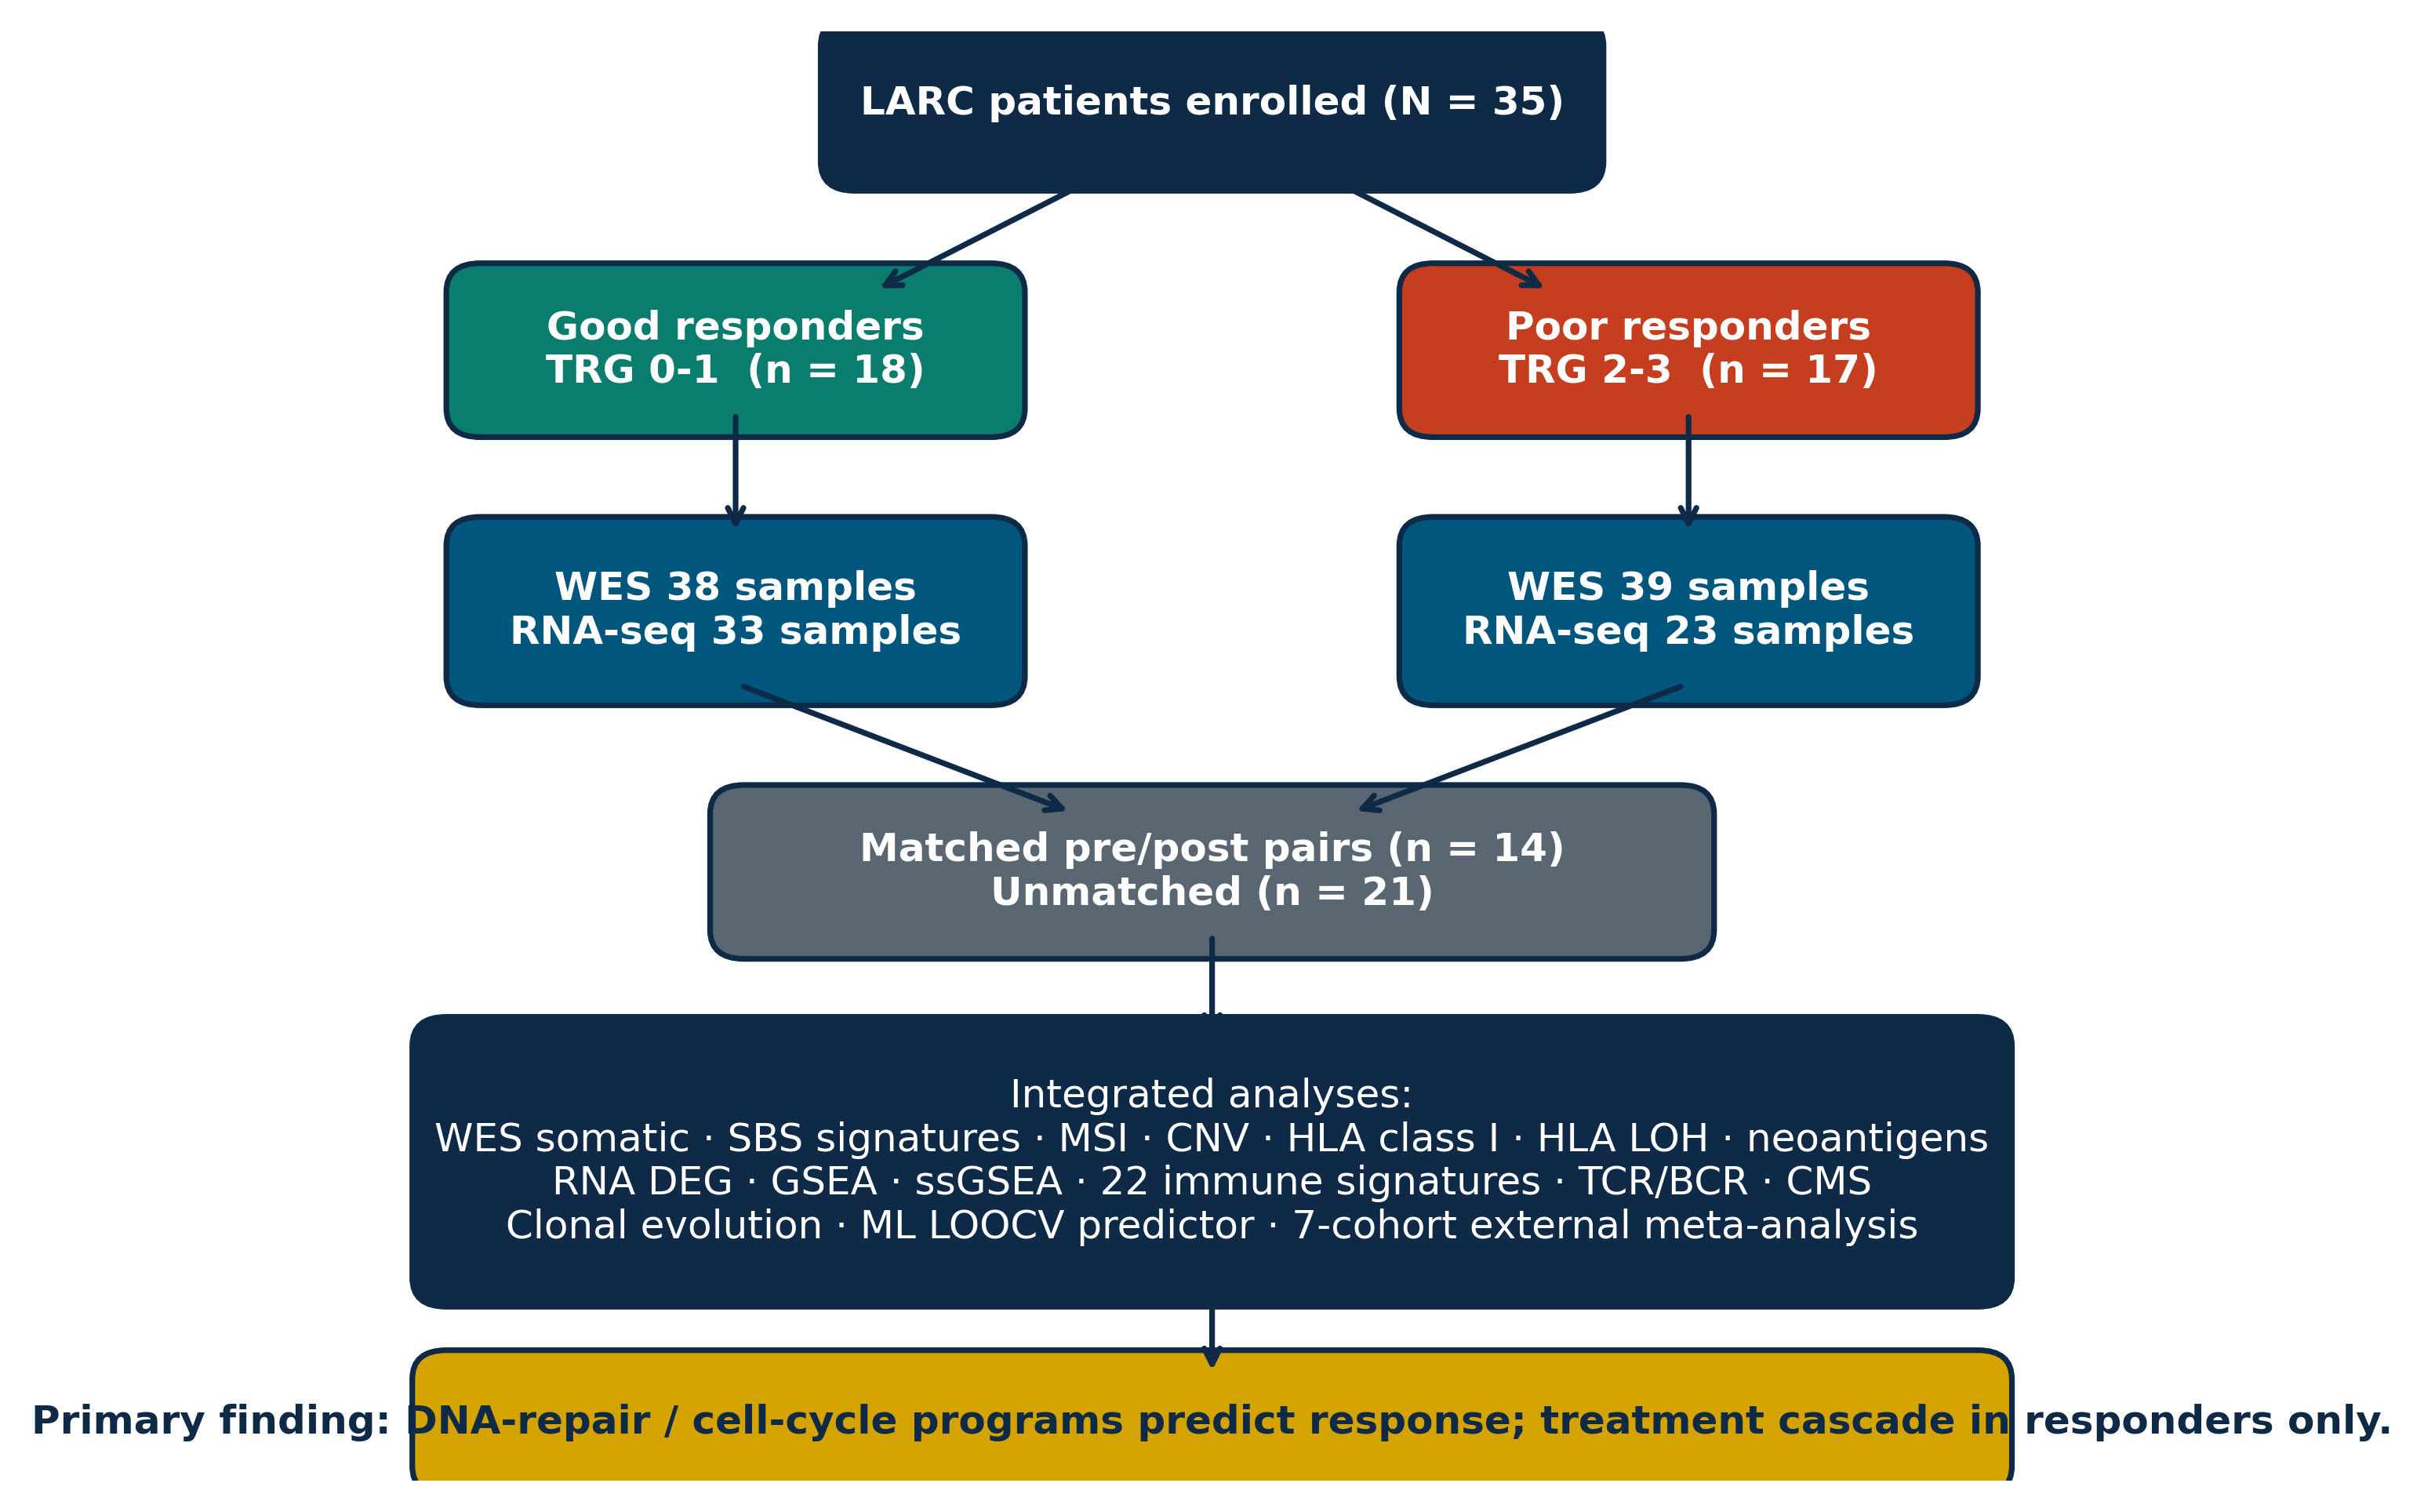 LARC patients enrolled (N = 35)
Good responders
TRG 0-1  (n = 18)
Poor responders
TRG 2-3  (n = 17)
WES 38 samples
RNA-seq 33 samples
WES 39 samples
RNA-seq 23 samples
Matched pre/post pairs (n = 14)
Unmatched (n = 21)
Integrated analyses:
WES somatic · SBS signatures · MSI · CNV · HLA class I · HLA LOH · neoantigens
RNA DEG · GSEA · ssGSEA · 22 immune signatures · TCR/BCR · CMS
Clonal evolution · ML LOOCV predictor · 7-cohort external meta-analysis
Primary finding: DNA-repair / cell-cycle programs predict response; treatment cascade in responders only.